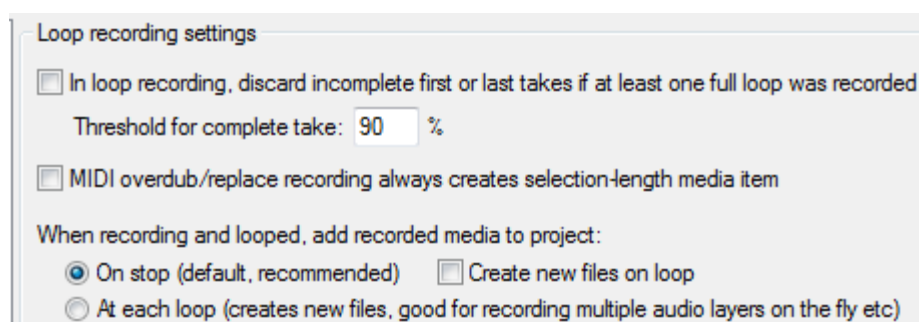 Loop recording settings
In loop recording, discard incomplete first or last takes if at least one full loop was recorded
Threshold for complete take: 90 %
MIDI overdub/replace recording always creates selection-length media item
When recording and looped, add recorded media to project:
On stop (default, recommended) Create new files on loop
At each loop (creates new files, good for recording multiple audio layers on the fly etc)